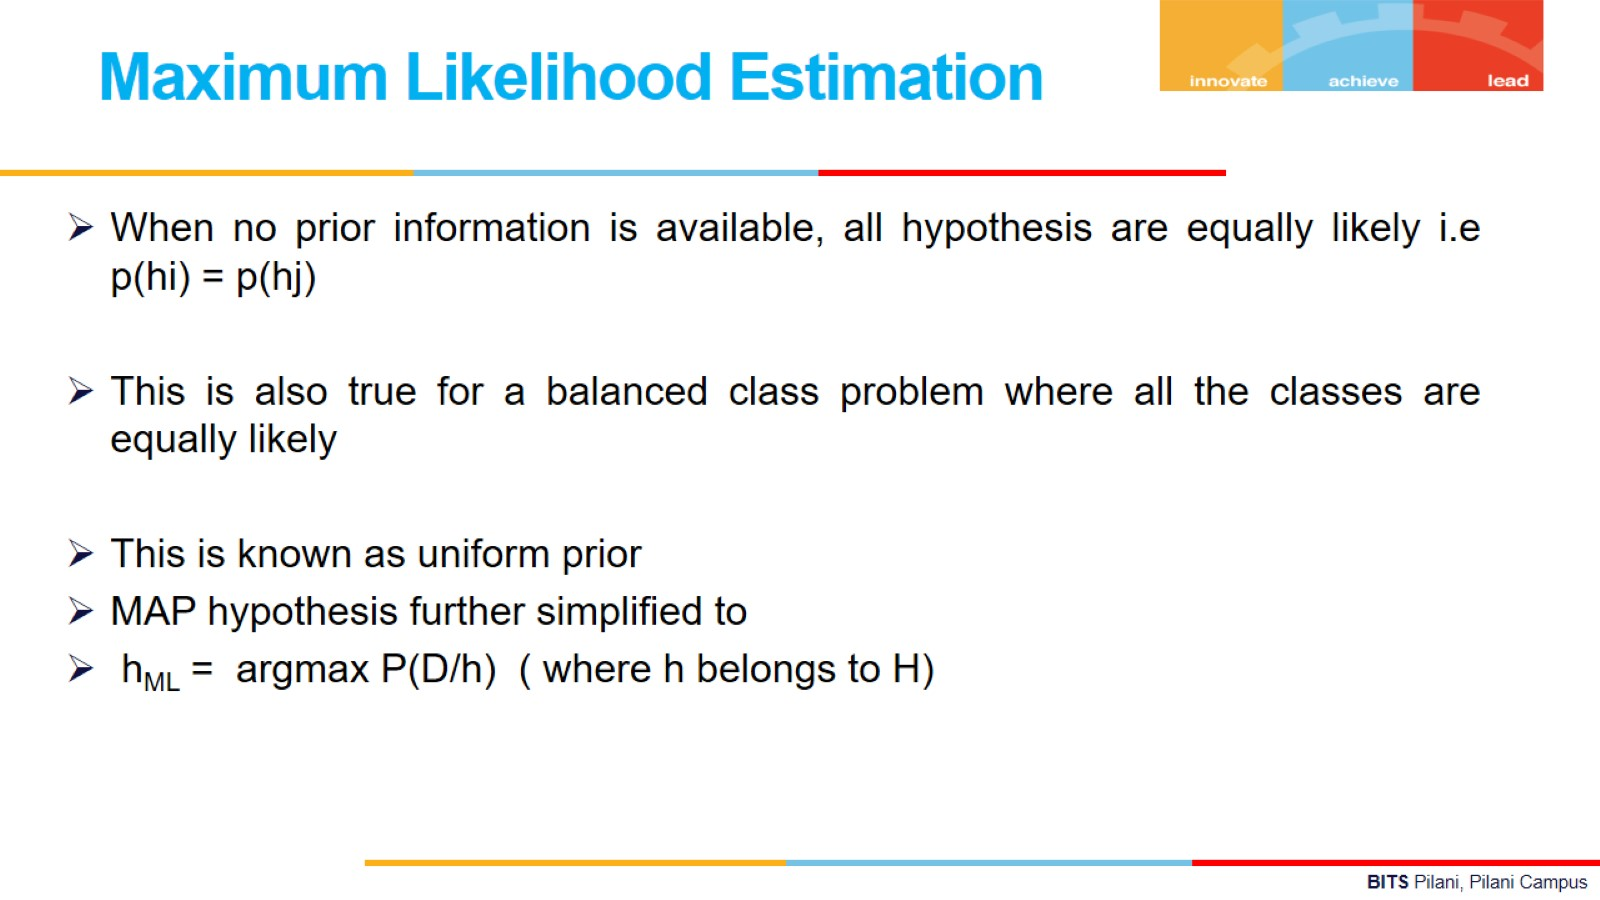 Maximum Likelihood Estimation
innovate achieve lead
➢ When no prior information is available, all hypothesis are equally likely i.e
p(hi) = p(hj)
➢ This is also true for a balanced class problem where all the classes are
equally likely
➢ This is known as uniform prior
➢ MAP hypothesis further simplified to
➢ hML = argmax P(D/h) ( where h belongs to H)
BITS Pilani, Pilani Campus